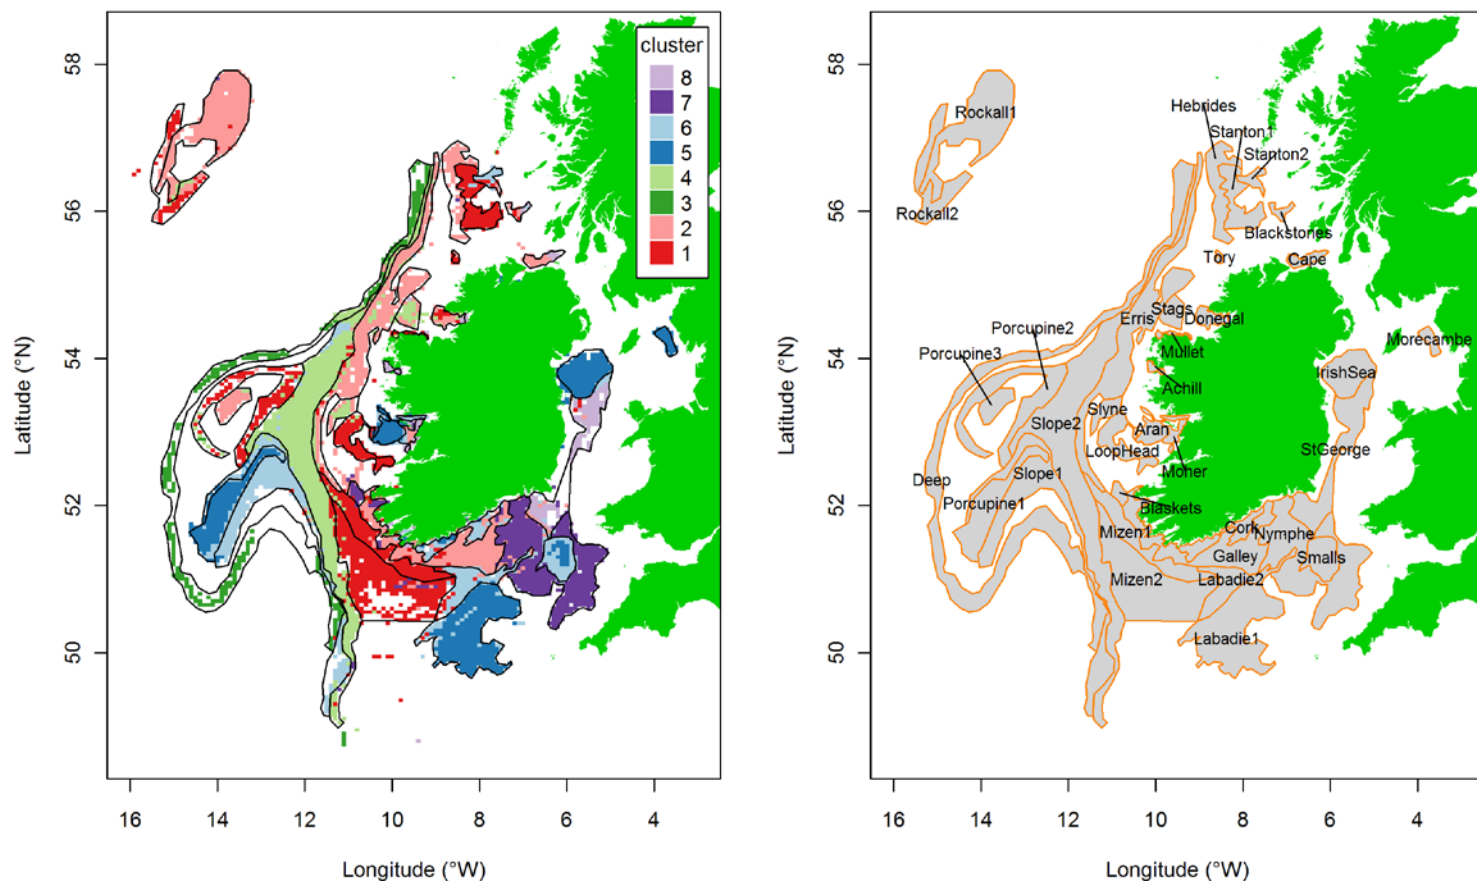 cluster
8
7
6
5
4
3
2
1
58
56
54
52
50
Latitude (°N)
16
14
12
10
8
6
4
Longitude (°W)
Rockall1
Hebrides
Stanton1
Stanton2
Rockall2
Blackstones
Tory
Cape
Stags
Erris
Donegal
Porcupine2
Morecambe
Porcupine3
Mullet
IrishSea
Achill
Slyne
Slope2
Aran
LoopHead
StGeorge
Moher
Slope1
Deep
Porcupine1
Blaskets
Mizen1
Cork
Nymphe
Galley
Smalls
Mizen2
Labadie2
Labadie1
58
56
54
52
50
Latitude (°N)
16
14
12
10
8
6
4
Longitude (°W)